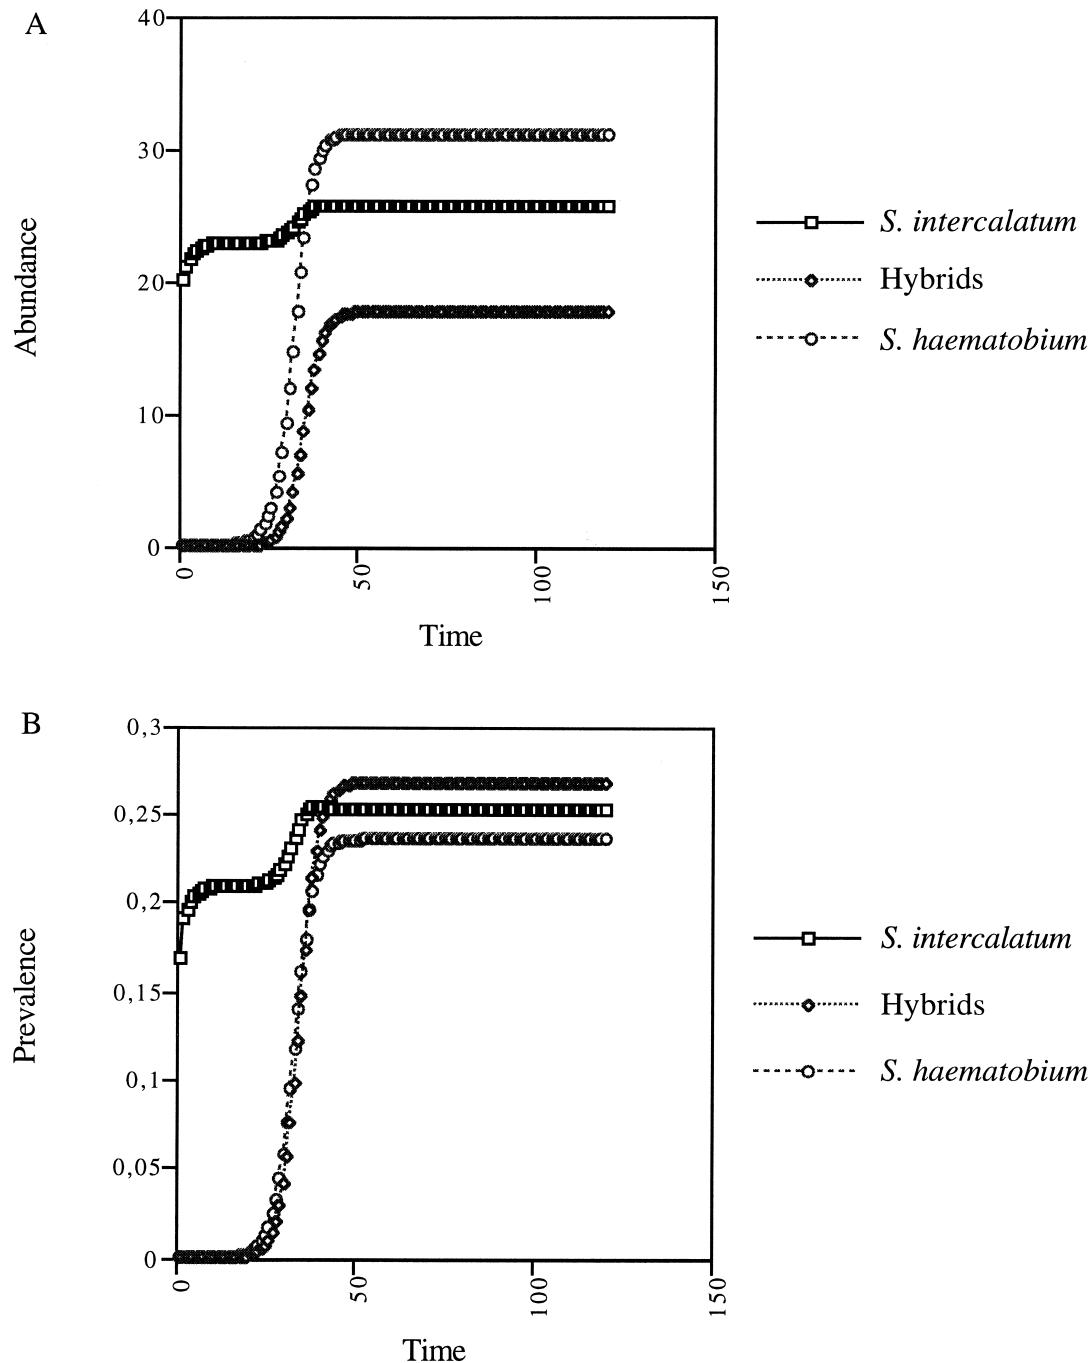 A
40
30
20
10
0
Abundance
0
50
100
150
Time
S. intercalatum
Hybrids
S. haematobium
B
0,3
0,25
0,2
0,15
0,1
0,05
0
Prevalence
0
50
100
150
Time
S. intercalatum
Hybrids
S. haematobium